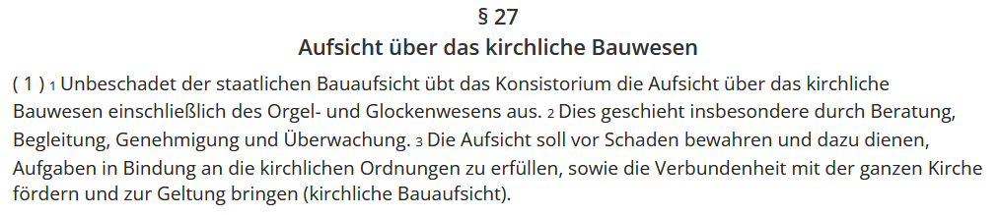 § 27
Aufsicht über das kirchliche Bauwesen
( 1 ) 1 Unbeschadet der staatlichen Bauaufsicht übt das Konsistorium die Aufsicht über das kirchliche
Bauwesen einschließlich des Orgel- und Glockenwesens aus. 2 Dies geschieht insbesondere durch Beratung,
Begleitung, Genehmigung und Überwachung. 3 Die Aufsicht soll vor Schaden bewahren und dazu dienen,
Aufgaben in Bindung an die kirchlichen Ordnungen zu erfüllen, sowie die Verbundenheit mit der ganzen Kirche
fördern und zur Geltung bringen (kirchliche Bauaufsicht).